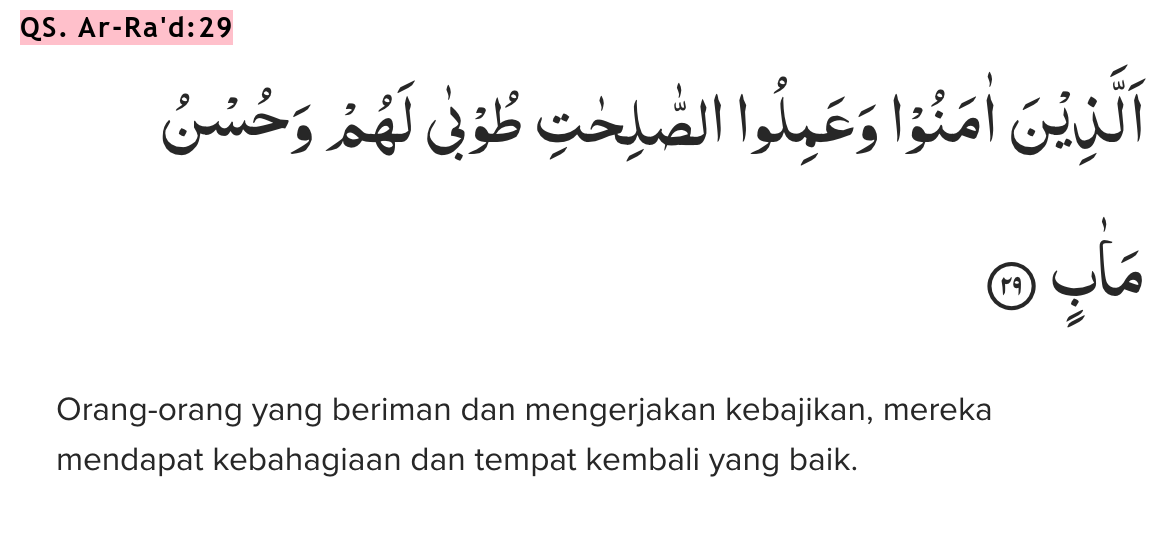 QS. Ar-Ra'd:29
اَلَّذِيْنَ اٰمَنُوْا وَعَمِلُوا الصّٰلِحٰتِ طُوْبٰى لَهُمْ وَحُسْنُ
مَاٰبٍ ٢٩
Orang-orang yang beriman dan mengerjakan kebajikan, mereka
mendapat kebahagiaan dan tempat kembali yang baik.